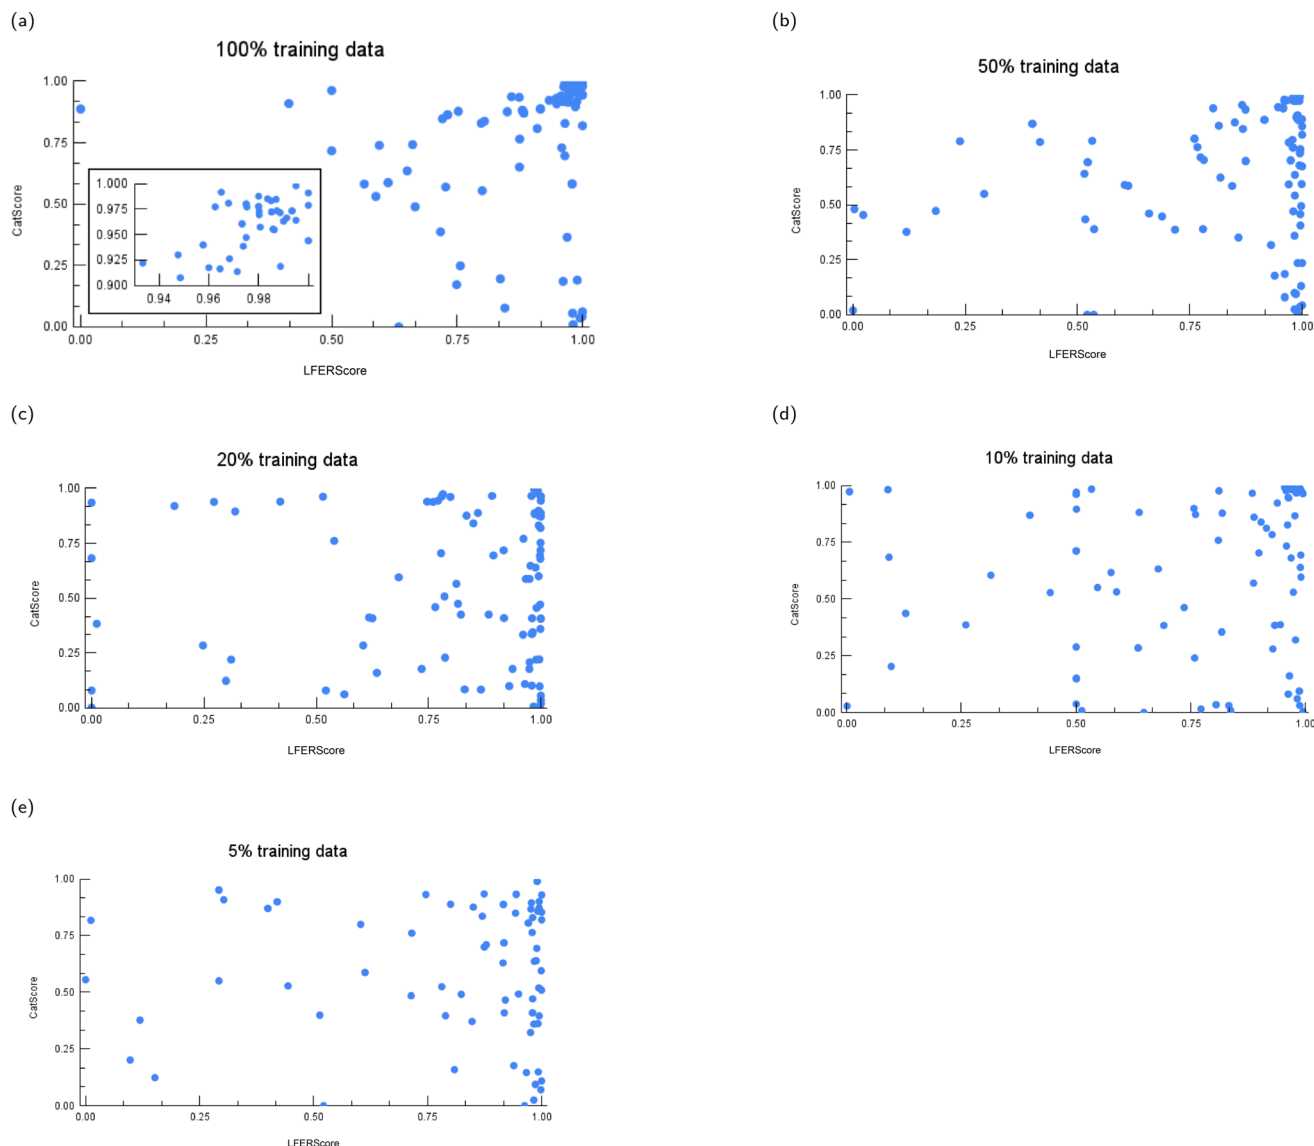 (a)
100% training data
1.00
0.75
0.50
0.25
0.00
CatScore
1.000
0.975
0.950
0.925
0.900
0.94 0.96 0.98
0.00 0.25 0.50 0.75 1.00
LFERScore
(b)
50% training data
1.00
0.75
0.50
0.25
0.00
CatScore
0.00 0.25 0.50 0.75 1.00
LFERScore
(c)
20% training data
1.00
0.75
0.50
0.25
0.00
CatScore
0.00 0.25 0.50 0.75 1.00
LFERScore
(d)
10% training data
1.00
0.75
0.50
0.25
0.00
CatScore
0.00 0.25 0.50 0.75 1.00
LFERScore
(e)
5% training data
1.00
0.75
0.50
0.25
0.00
CatScore
0.00 0.25 0.50 0.75 1.00
LFERScore